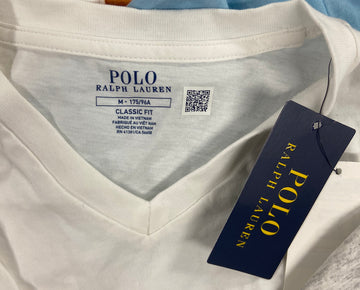 POLO
RALPH LAUREN
M - 175/96A
CLASSIC FIT
MADE IN VIETNAM
FABRIQUÉ AU VIÊT NAM
HECHO EN VIETNAM
POLO
RALPH LAUREN